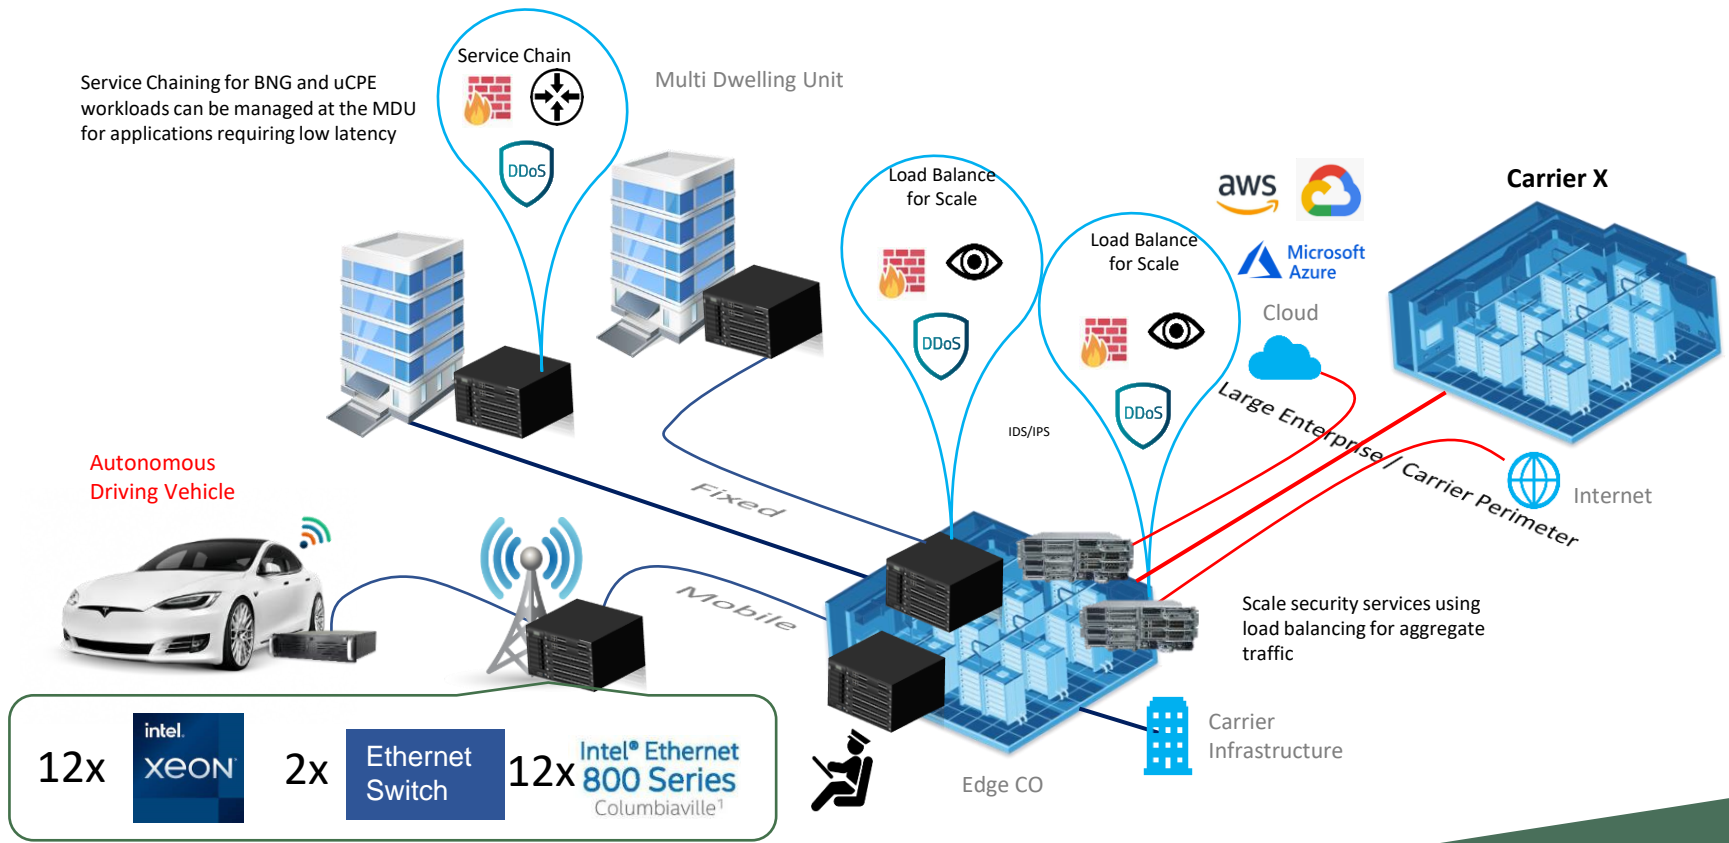 Service Chaining for BNG and uCPE
workloads can be managed at the MDU
for applications requiring low latency
Service Chain
DDoS
Multi Dwelling Unit
Load Balance
for Scale
DDoS
Load Balance
for Scale
DDoS
IDS/IPS
aws
Microsoft
Azure
Cloud
Carrier X
Large Enterprise / Carrier Perimeter
Internet
Autonomous
Driving Vehicle
Fixed
Mobile
Scale security services using
load balancing for aggregate
traffic
Carrier
Infrastructure
Edge CO
12x
intel.
xeon
2x
Ethernet
Switch
12x
Intel® Ethernet
800 Series
Columbiaville1